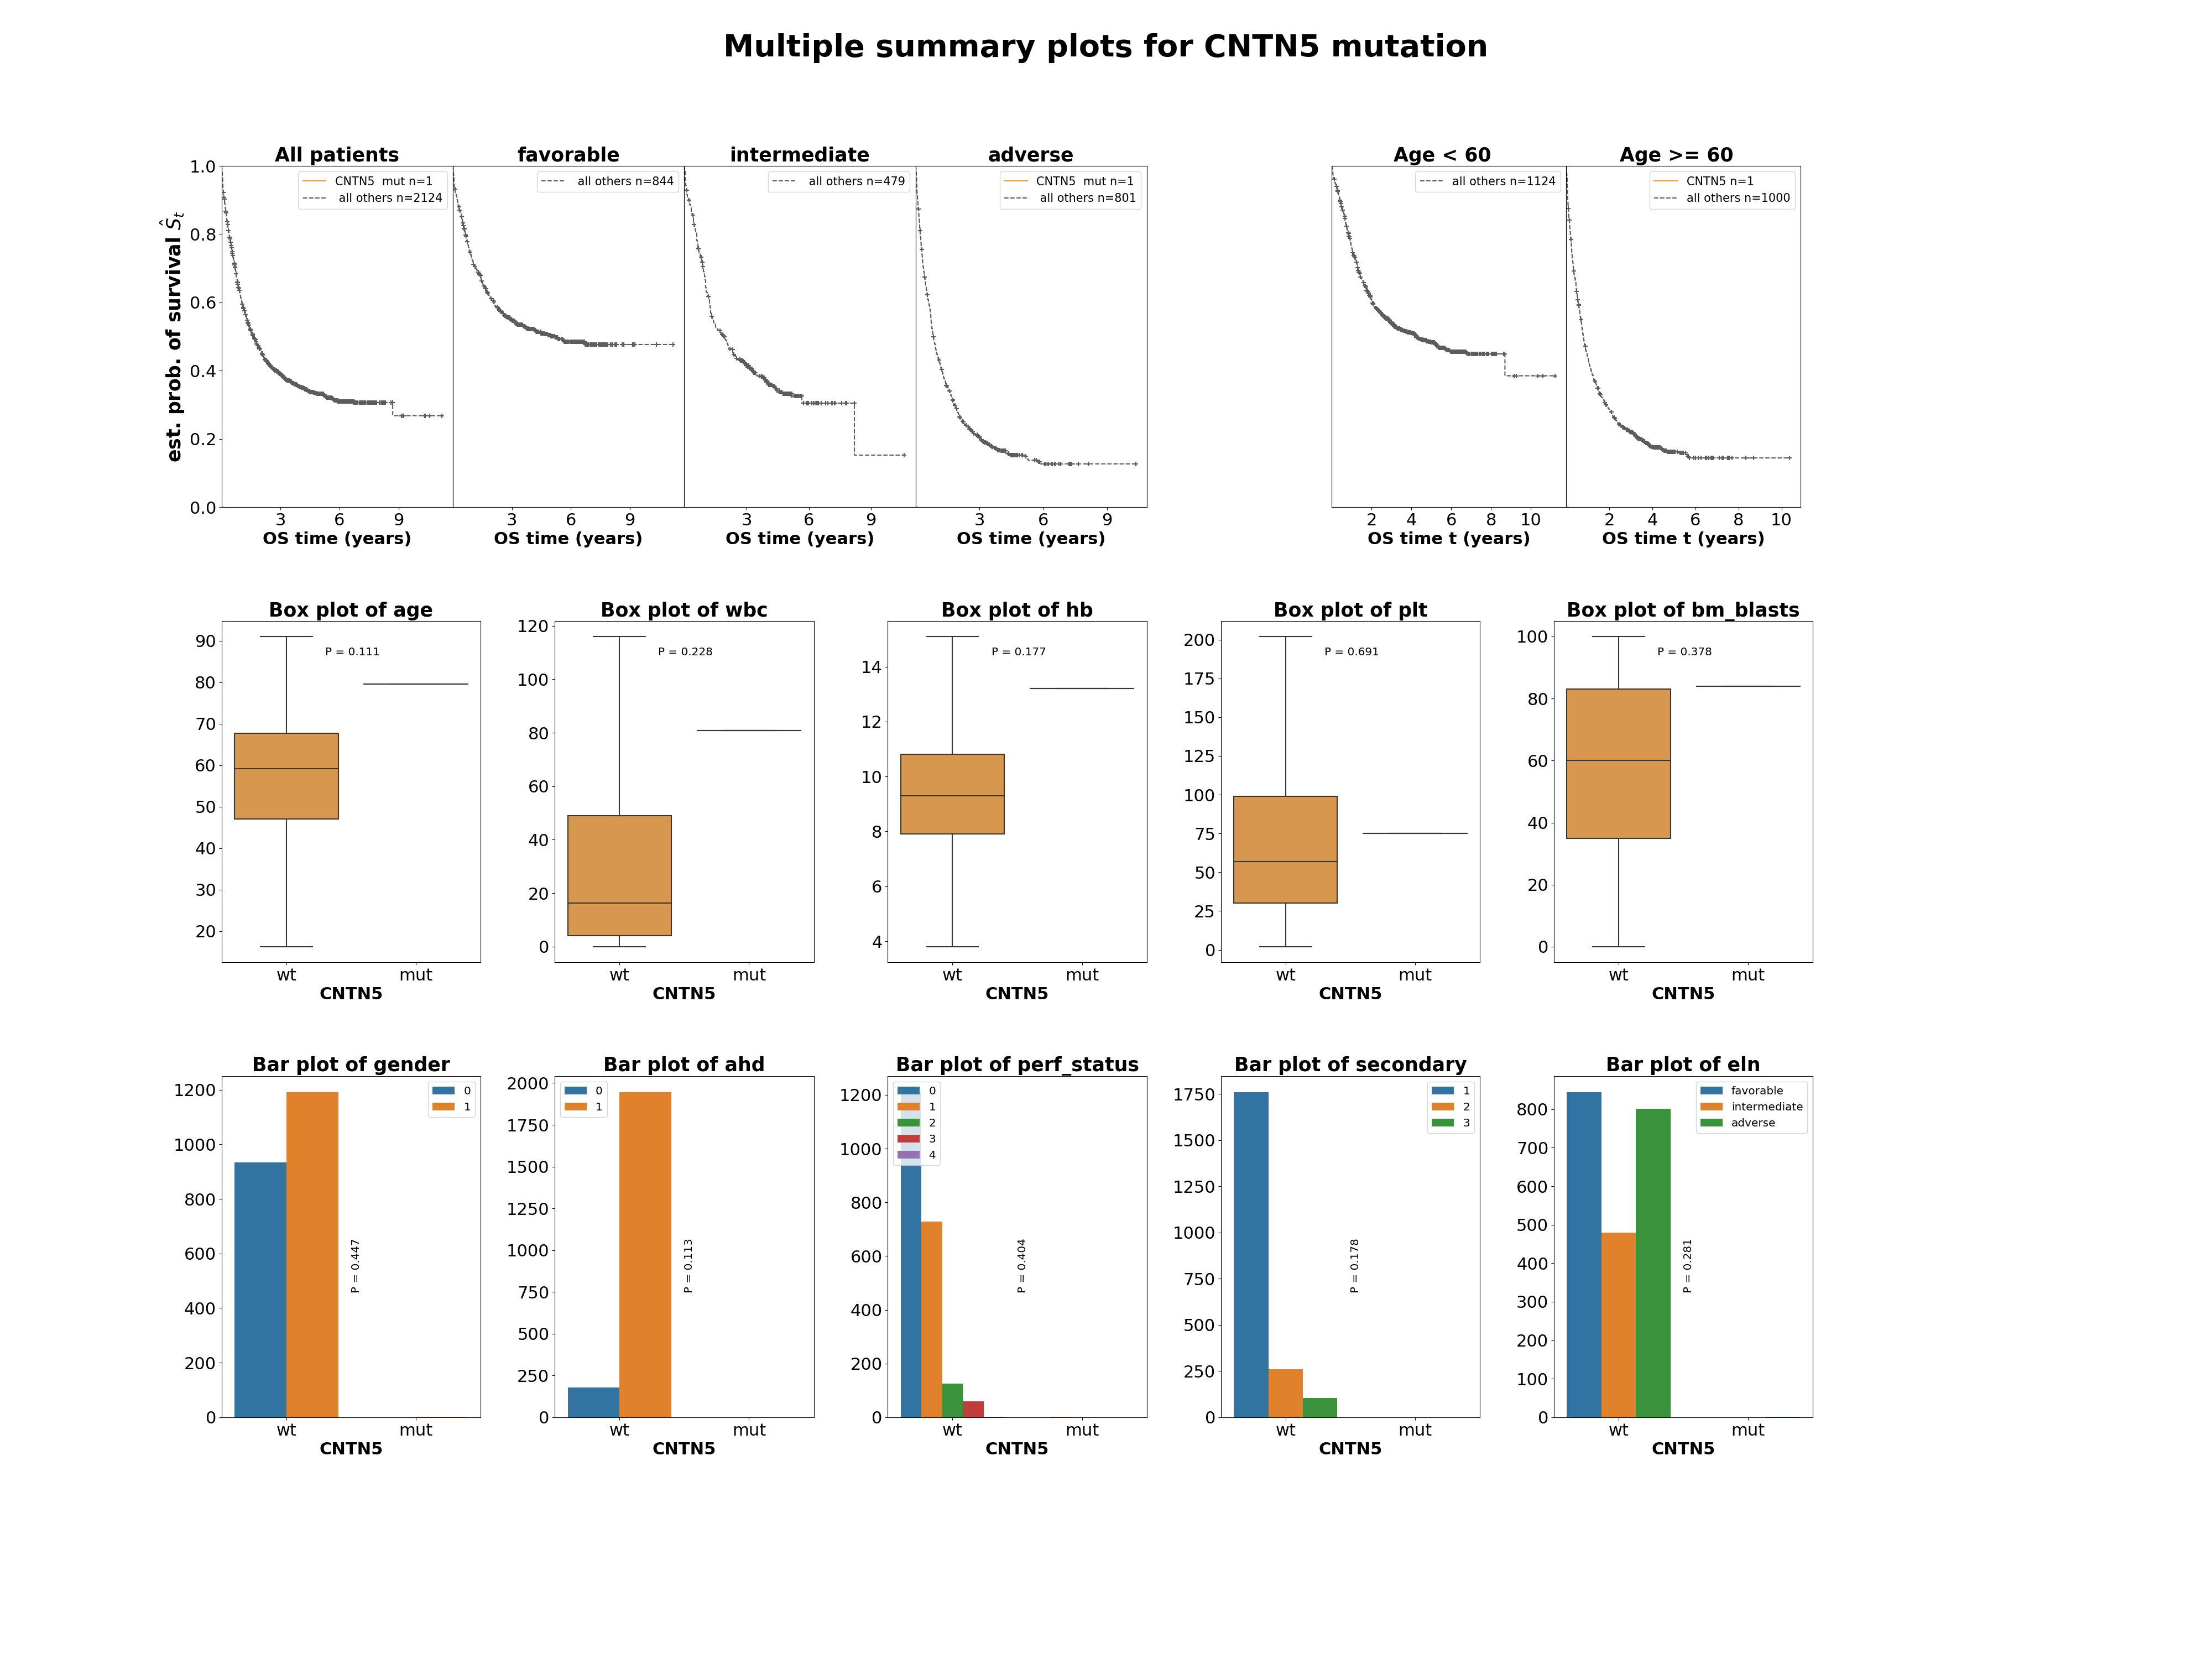 Multiple summary plots for CNTN5 mutation
All patients
favorable
intermediate
adverse
Age < 60
Age >= 60
est. prob. of survival Ŝt
1.0
0.8
0.6
0.4
0.2
0.0
CNTN5  mut n=1
all others n=2124
all others n=844
all others n=479
CNTN5  mut n=1
all others n=801
all others n=1124
CNTN5 n=1
all others n=1000
3 6 9
3 6 9
3 6 9
3 6 9
2 4 6 8 10
2 4 6 8 10
OS time (years)
OS time (years)
OS time (years)
OS time (years)
OS time t (years)
OS time t (years)
Box plot of age
90
80
70
60
50
40
30
20
P = 0.111
wt mut
CNTN5
Box plot of wbc
120
100
80
60
40
20
0
P = 0.228
wt mut
CNTN5
Box plot of hb
14
12
10
8
6
4
P = 0.177
wt mut
CNTN5
Box plot of plt
200
175
150
125
100
75
50
25
0
P = 0.691
wt mut
CNTN5
Box plot of bm_blasts
100
80
60
40
20
0
P = 0.378
wt mut
CNTN5
Bar plot of gender
1200
1000
800
600
400
200
0
0
1
P = 0.447
wt mut
CNTN5
Bar plot of ahd
2000
1750
1500
1250
1000
750
500
250
0
0
1
P = 0.113
wt mut
CNTN5
Bar plot of perf_status
1200
1000
800
600
400
200
0
0
1
2
3
4
P = 0.404
wt mut
CNTN5
Bar plot of secondary
1750
1500
1250
1000
750
500
250
0
1
2
3
P = 0.178
wt mut
CNTN5
Bar plot of eln
800
700
600
500
400
300
200
100
0
favorable
intermediate
adverse
P = 0.281
wt mut
CNTN5